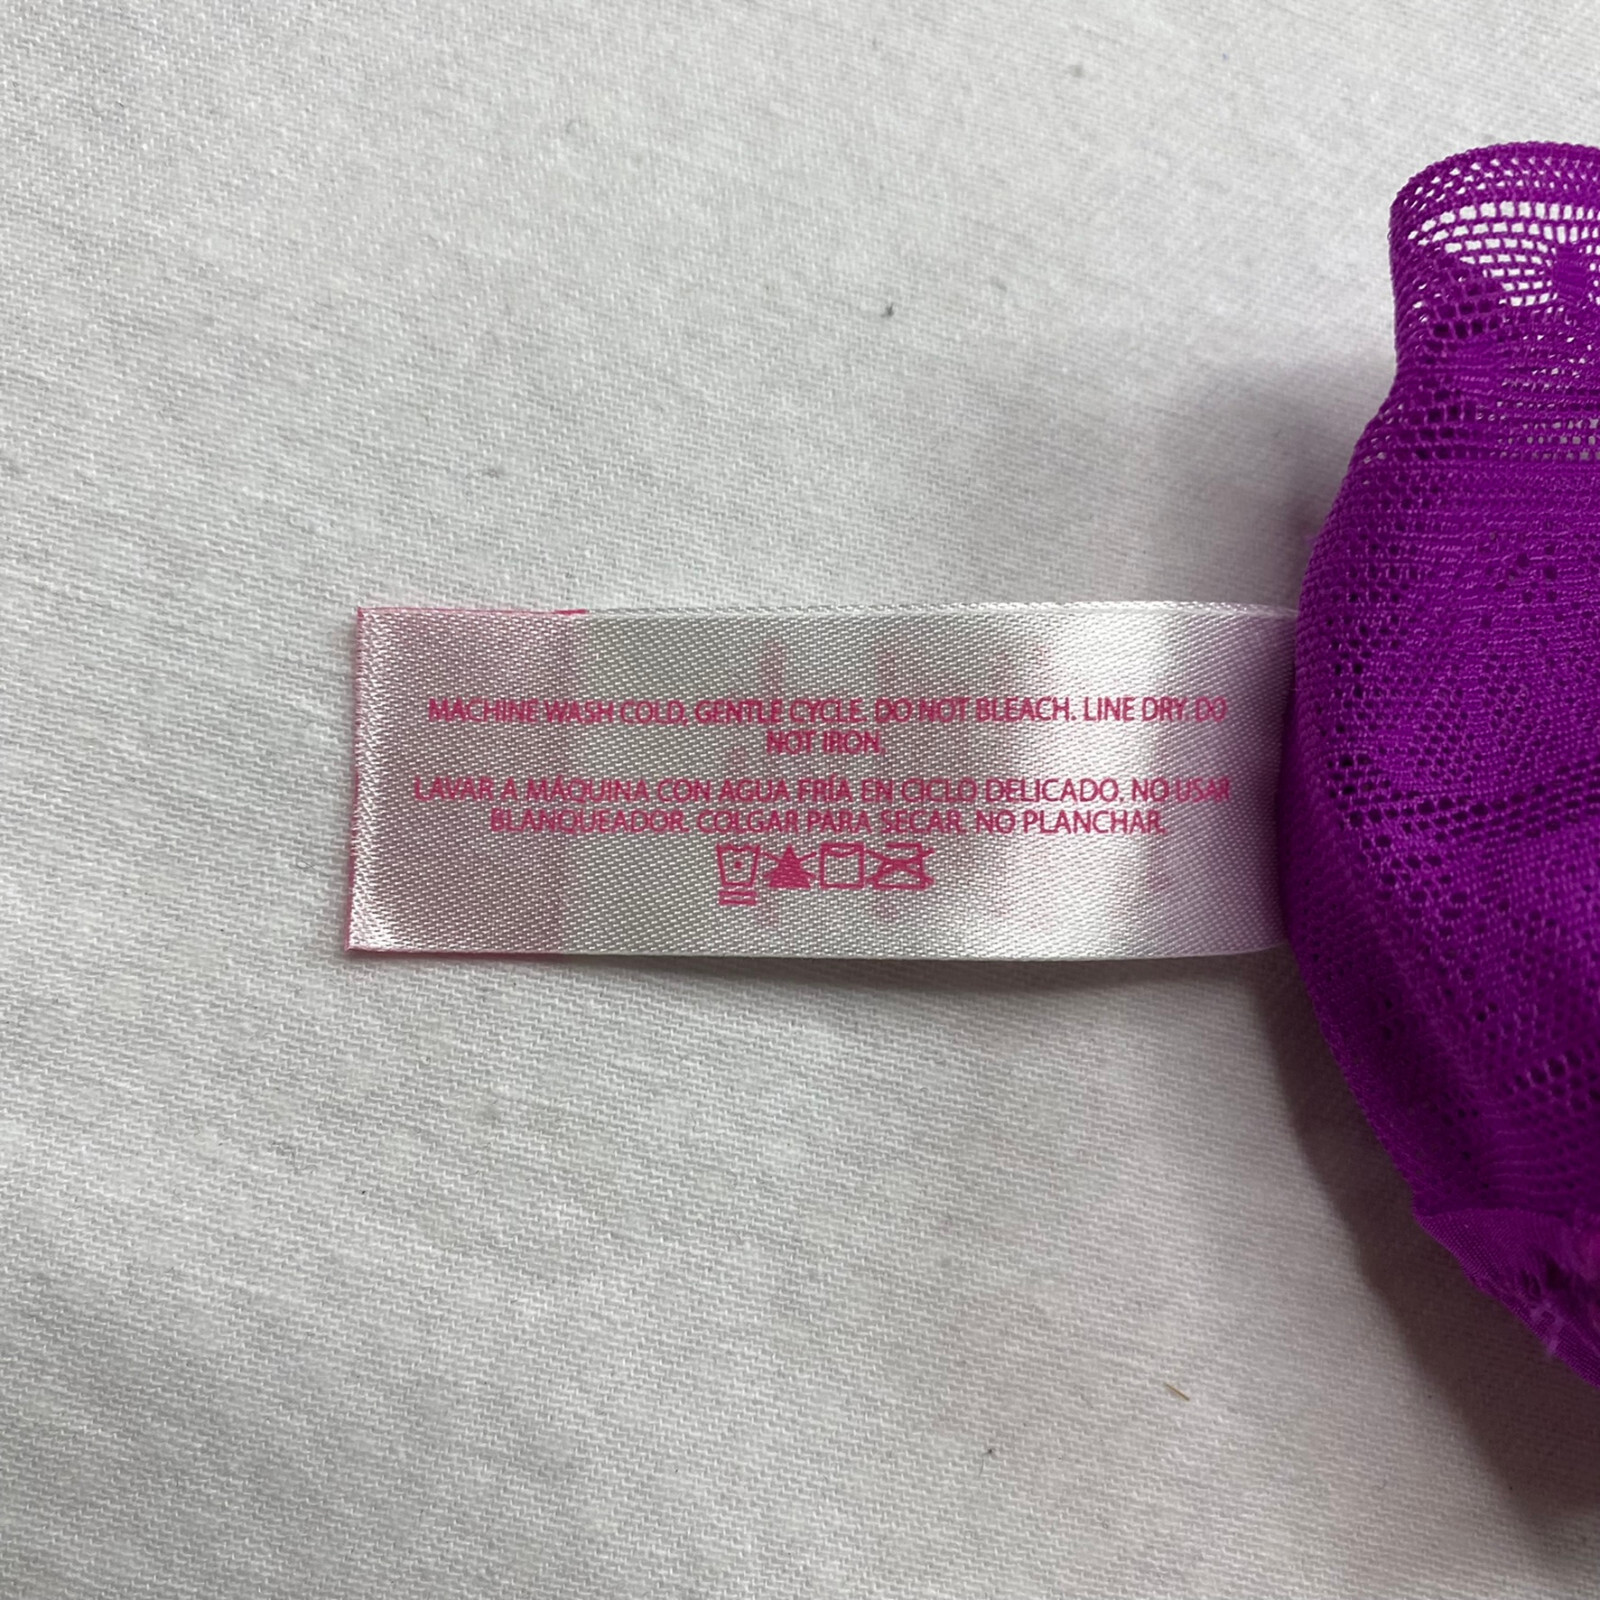 MACHINE WASH COLD, GENTLE CYCLE. DO NOT BLEACH. LINE DRY. DO
NOT IRON.
LAVAR A MÁQUINA CON AGUA FRÍA EN CICLO DELICADO, NO USAR
BLANQUEADOR. COLGAR PARA SECAR. NO PLANCHAR.